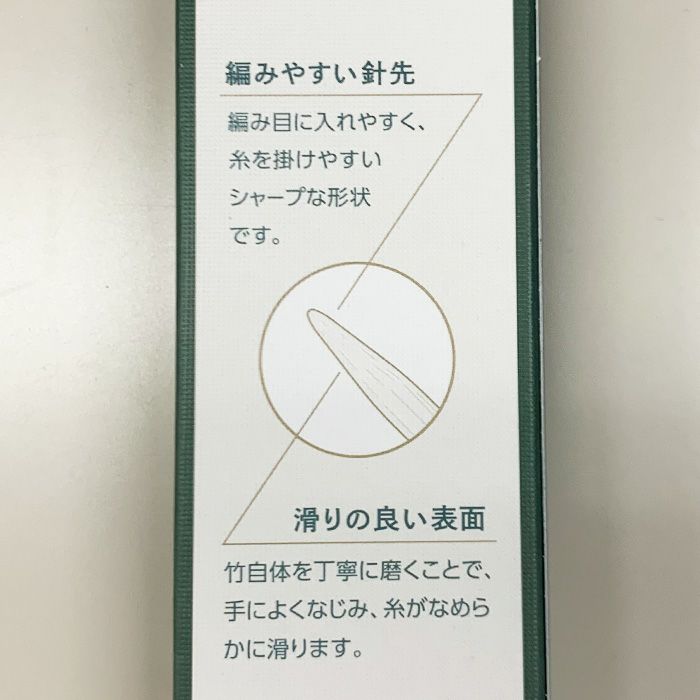 編みやすい針先
編み目に入れやすく、
糸を掛けやすい
シャープな形状
です。
滑りの良い表面
竹自体を丁寧に磨くことで、
手によくなじみ、糸がなめら
かに滑ります。